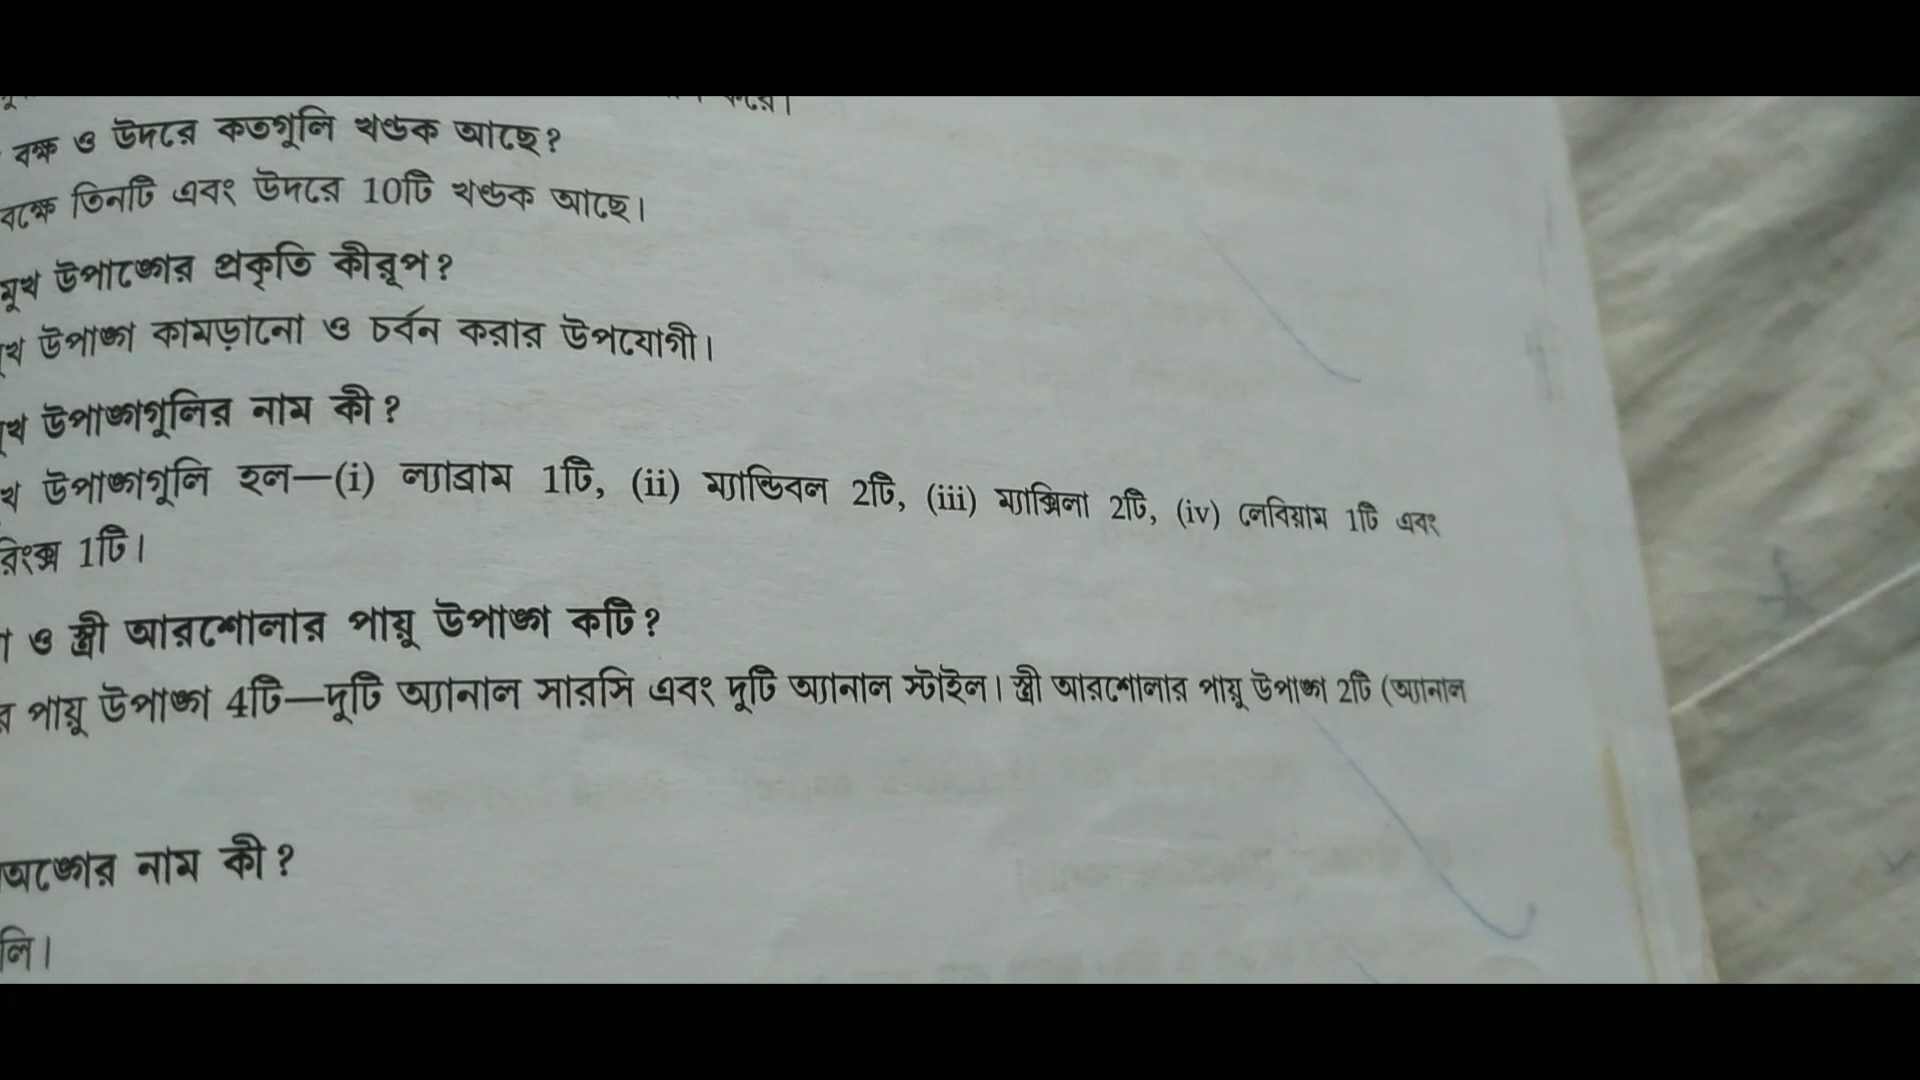 করে।
বক্ষ ও উদরে কতগুলি খণ্ডক আছে?
বক্ষে তিনটি এবং উদরে 10টি খণ্ডক আছে।
মুখ উপাঙ্গের প্রকৃতি কীরূপ?
উপাঙ্গ কামড়ানো ও চর্বন করার উপযোগী।
উপাঙ্গগুলির নাম কী?
উপাঙ্গগুলি হল—(i) ল্যাব্রাম 1টি, (ii) ম্যান্ডিবল 2টি, (iii) ম্যাক্সিলা 2টি, (iv) লেবিয়াম 1টি এবং
রিংক্স 1টি।
ও স্ত্রী আরশোলার পায়ু উপাঙ্গ কটি?
পায়ু উপাঙ্গ 4টি—দুটি অ্যানাল সারসি এবং দুটি অ্যানাল স্টাইল। স্ত্রী আরশোলার পায়ু উপাঙ্গ 2টি (অ্যানাল
অঙ্গের নাম কী?
লি।